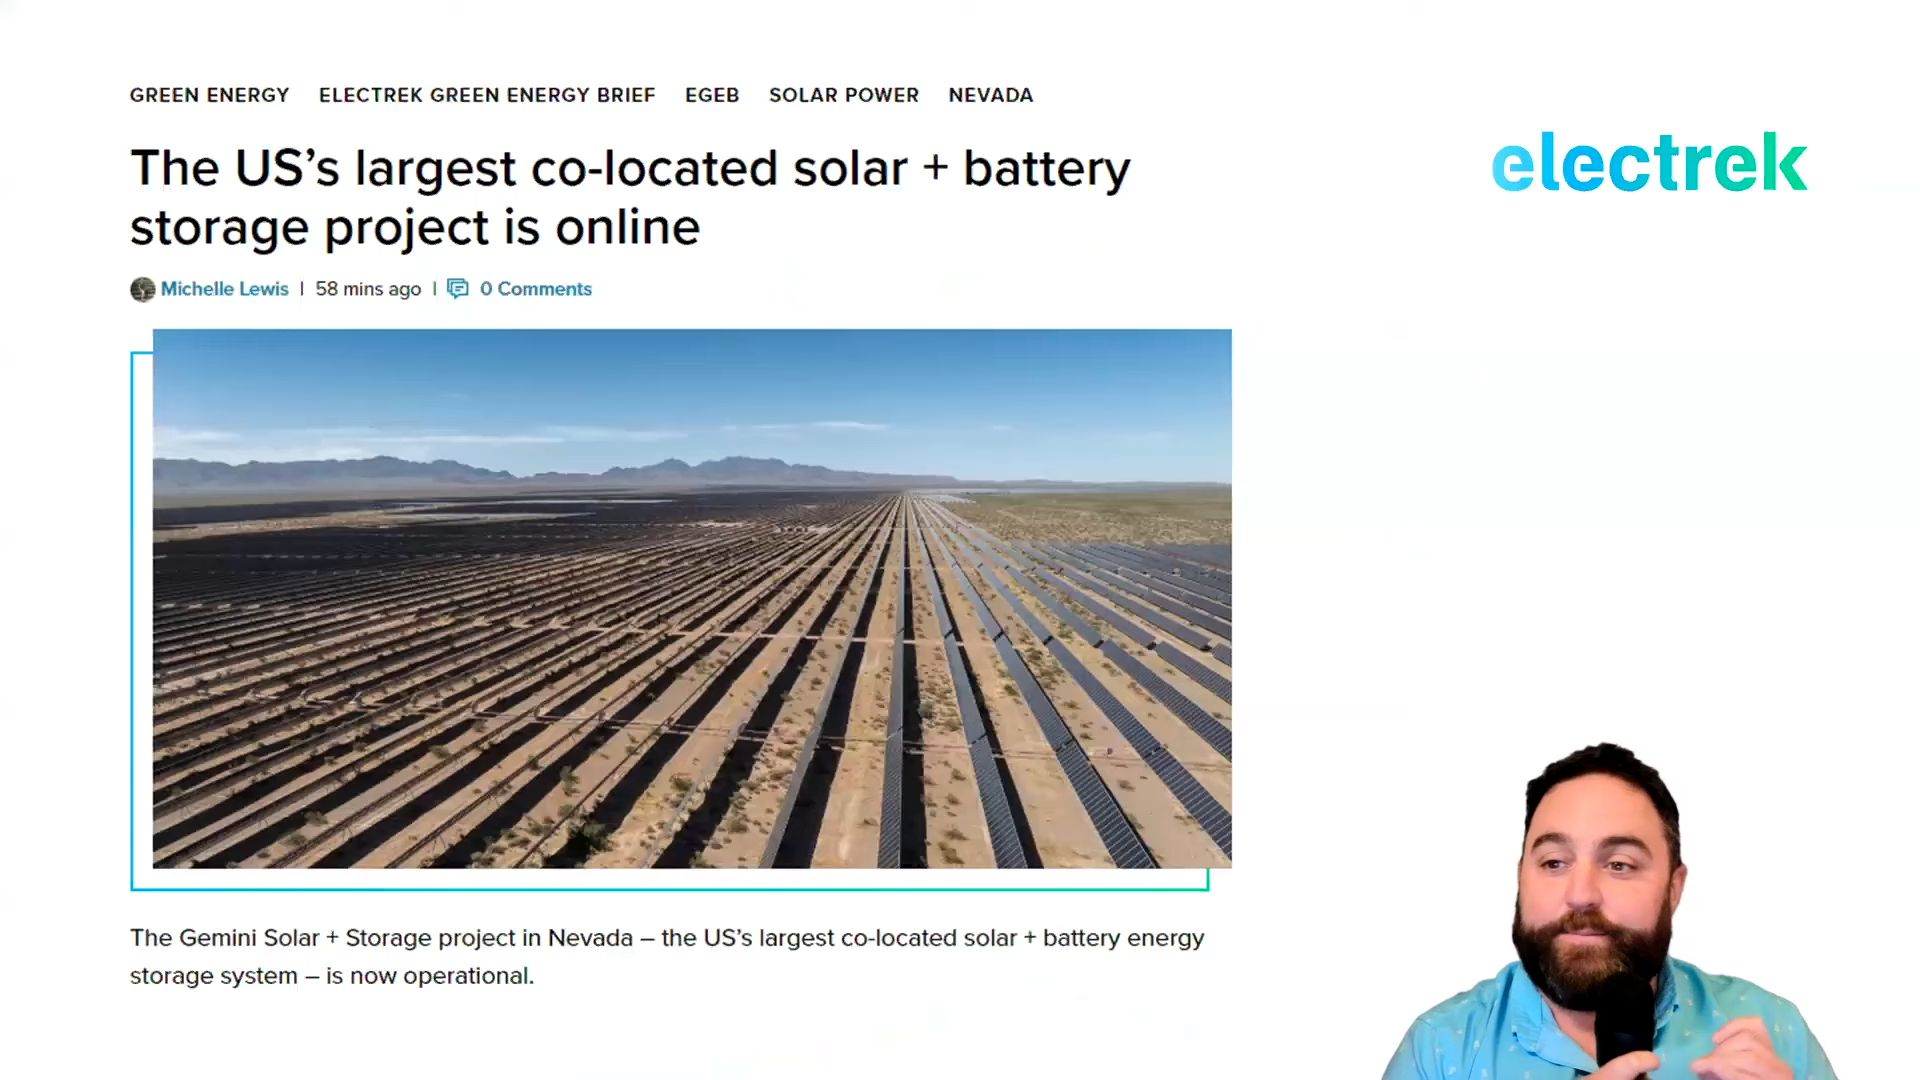 GREEN ENERGY ELECTREK GREEN ENERGY BRIEF EGEB SOLAR POWER NEVADA
electrek
The US’s largest co-located solar + battery
storage project is online
Michelle Lewis | 58 mins ago | 0 Comments
The Gemini Solar + Storage project in Nevada – the US’s largest co-located solar + battery energy
storage system – is now operational.